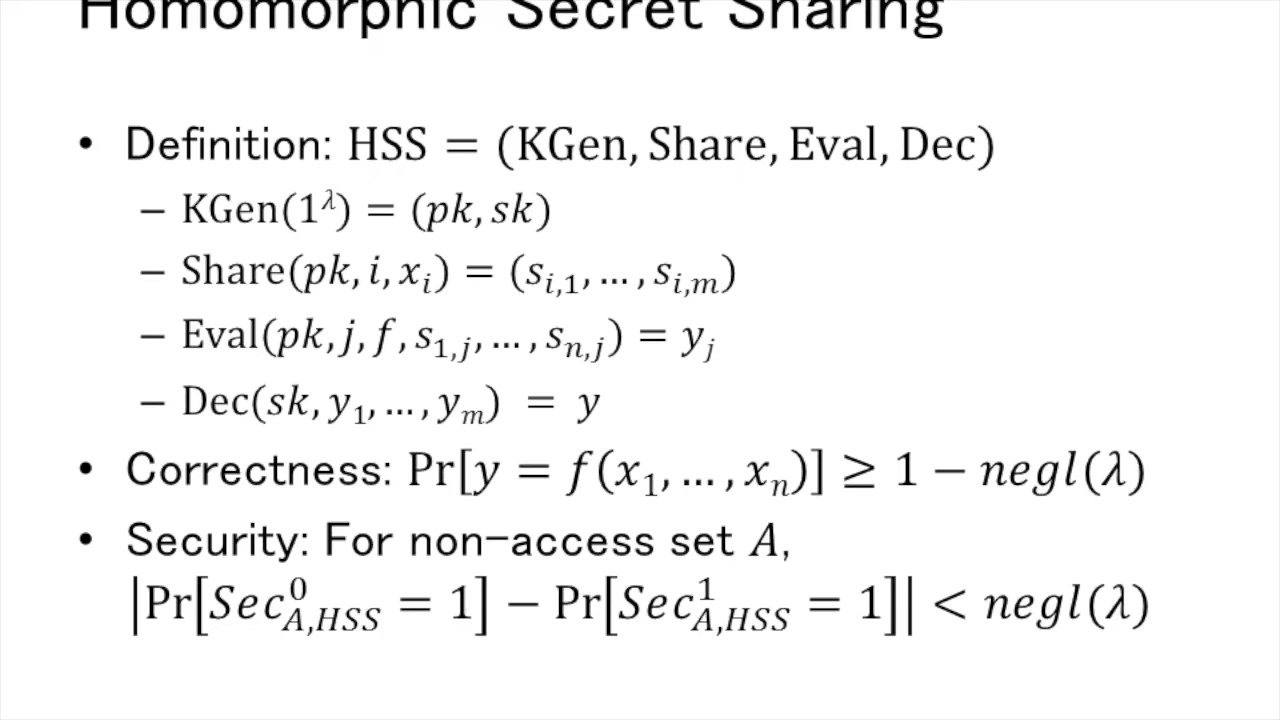 Homomorphic Secret Sharing
• Definition: HSS = (KGen, Share, Eval, Dec)
– KGen(1^λ) = (pk, sk)
– Share(pk, i, x_i) = (s_{i,1}, … , s_{i,m})
– Eval(pk, j, f, s_{1,j}, … , s_{n,j}) = y_j
– Dec(sk, y_1, … , y_m) = y
• Correctness: Pr[y = f(x_1, … , x_n)] ≥ 1 − negl(λ)
• Security: For non-access set A,
|Pr[Sec^0_{A,HSS} = 1] − Pr[Sec^1_{A,HSS} = 1]| < negl(λ)